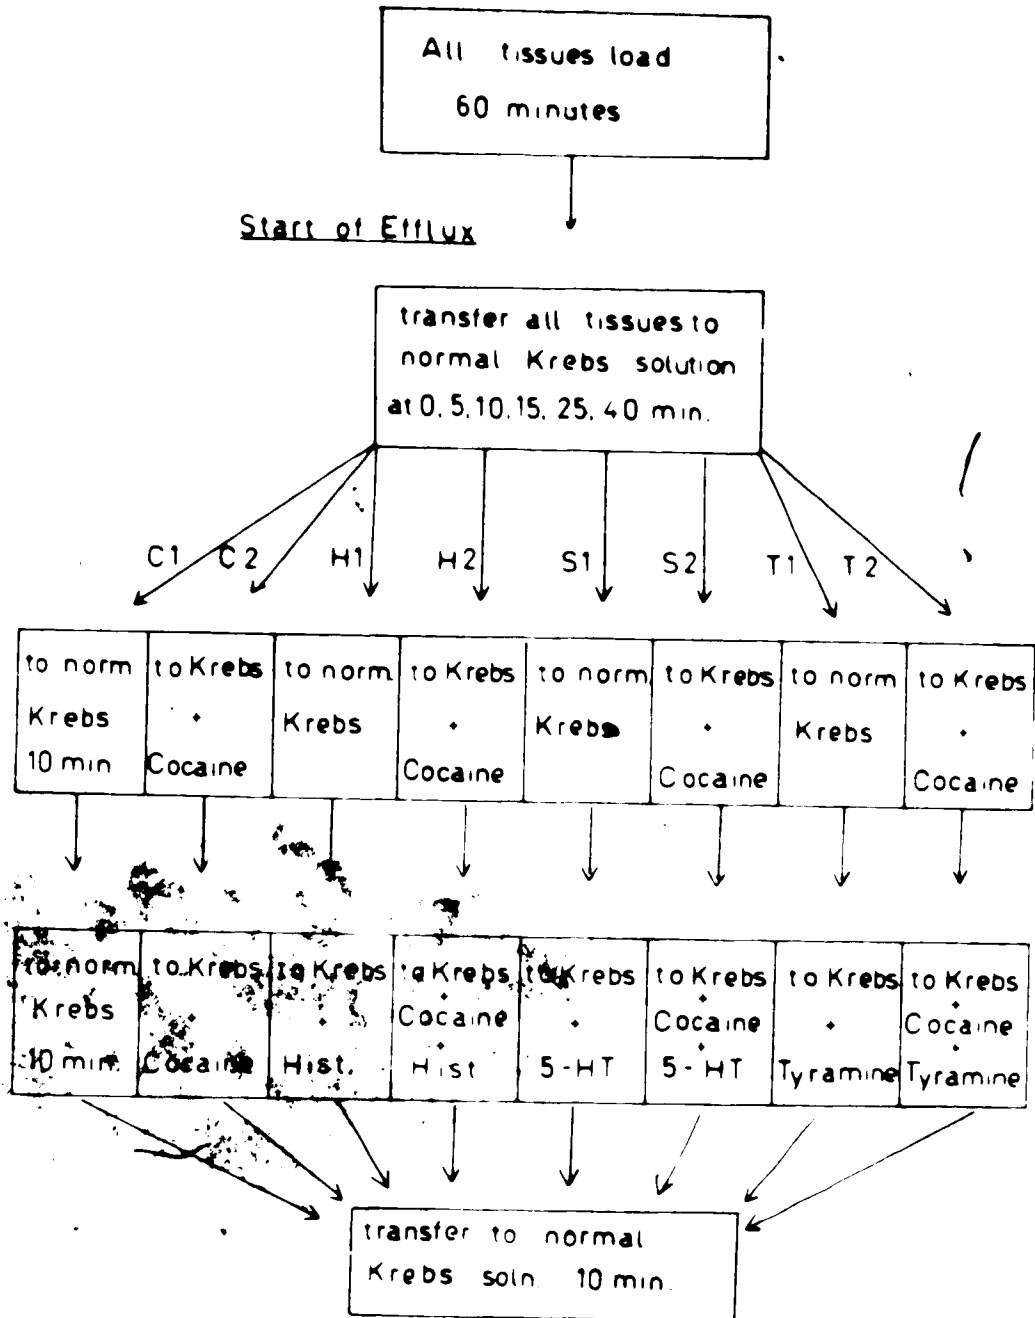 All tissues load
60 minutes
Start of Efflux
transfer all tissues to
normal Krebs solution
at 0, 5, 10, 15, 25, 40 min.
C1 C2 H1 H2 S1 S2 T1 T2
to norm
Krebs
10 min
to Krebs
+
Cocaine
to norm
Krebs
to Krebs
+
Cocaine
to norm
Krebs
to Krebs
+
Cocaine
to norm
Krebs
to Krebs
+
Cocaine
to norm
Krebs
10 min.
to Krebs
+
Cocaine
to Krebs
+
Hist.
to Krebs
+
Cocaine
+
Hist
to Krebs
+
5-HT
to Krebs
+
Cocaine
+
5-HT
to Krebs
+
Tyramine
to Krebs
+
Cocaine
+
Tyramine
transfer to normal
Krebs soln. 10 min.